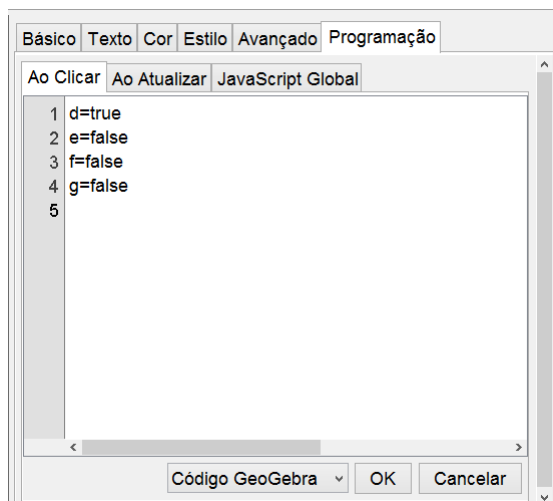 Básico Texto Cor Estilo Avançado Programação
Ao Clicar Ao Atualizar JavaScript Global
1 d=true
2 e=false
3 f=false
4 g=false
5
Código GeoGebra OK Cancelar